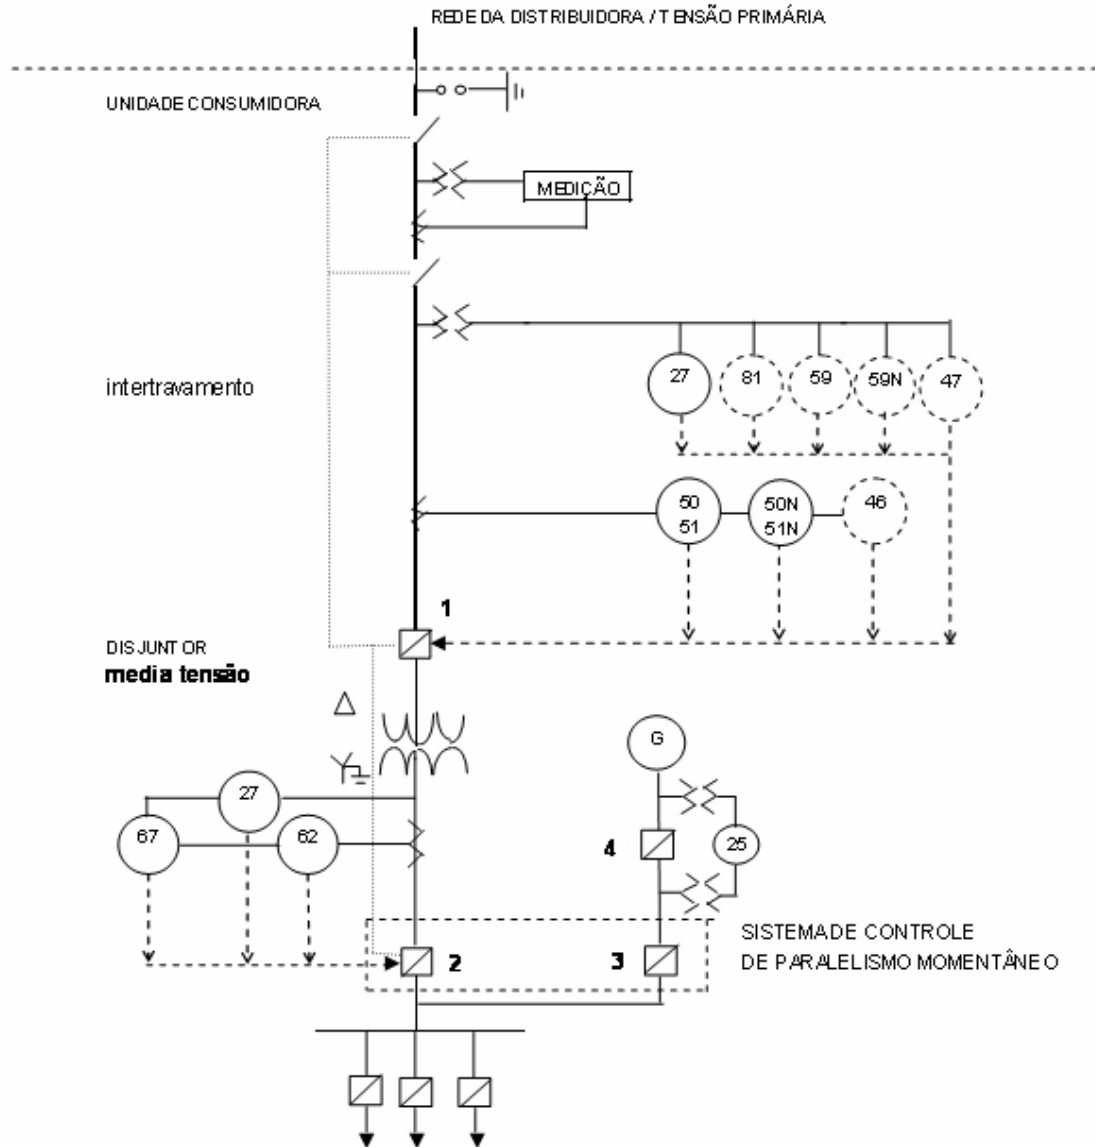 REDE DA DISTRIBUIDORA / TENSÃO PRIMÁRIA
UNIDADE CONSUMIDORA
MEDIÇÃO
27
81
59
59N
47
intertravamento
50
51
50N
51N
46
1
DISJUNTOR
media tensão
G
27
67
62
4
25
2
3
SISTEMA DE CONTROLE
DE PARALELISMO MOMENTÂNEO